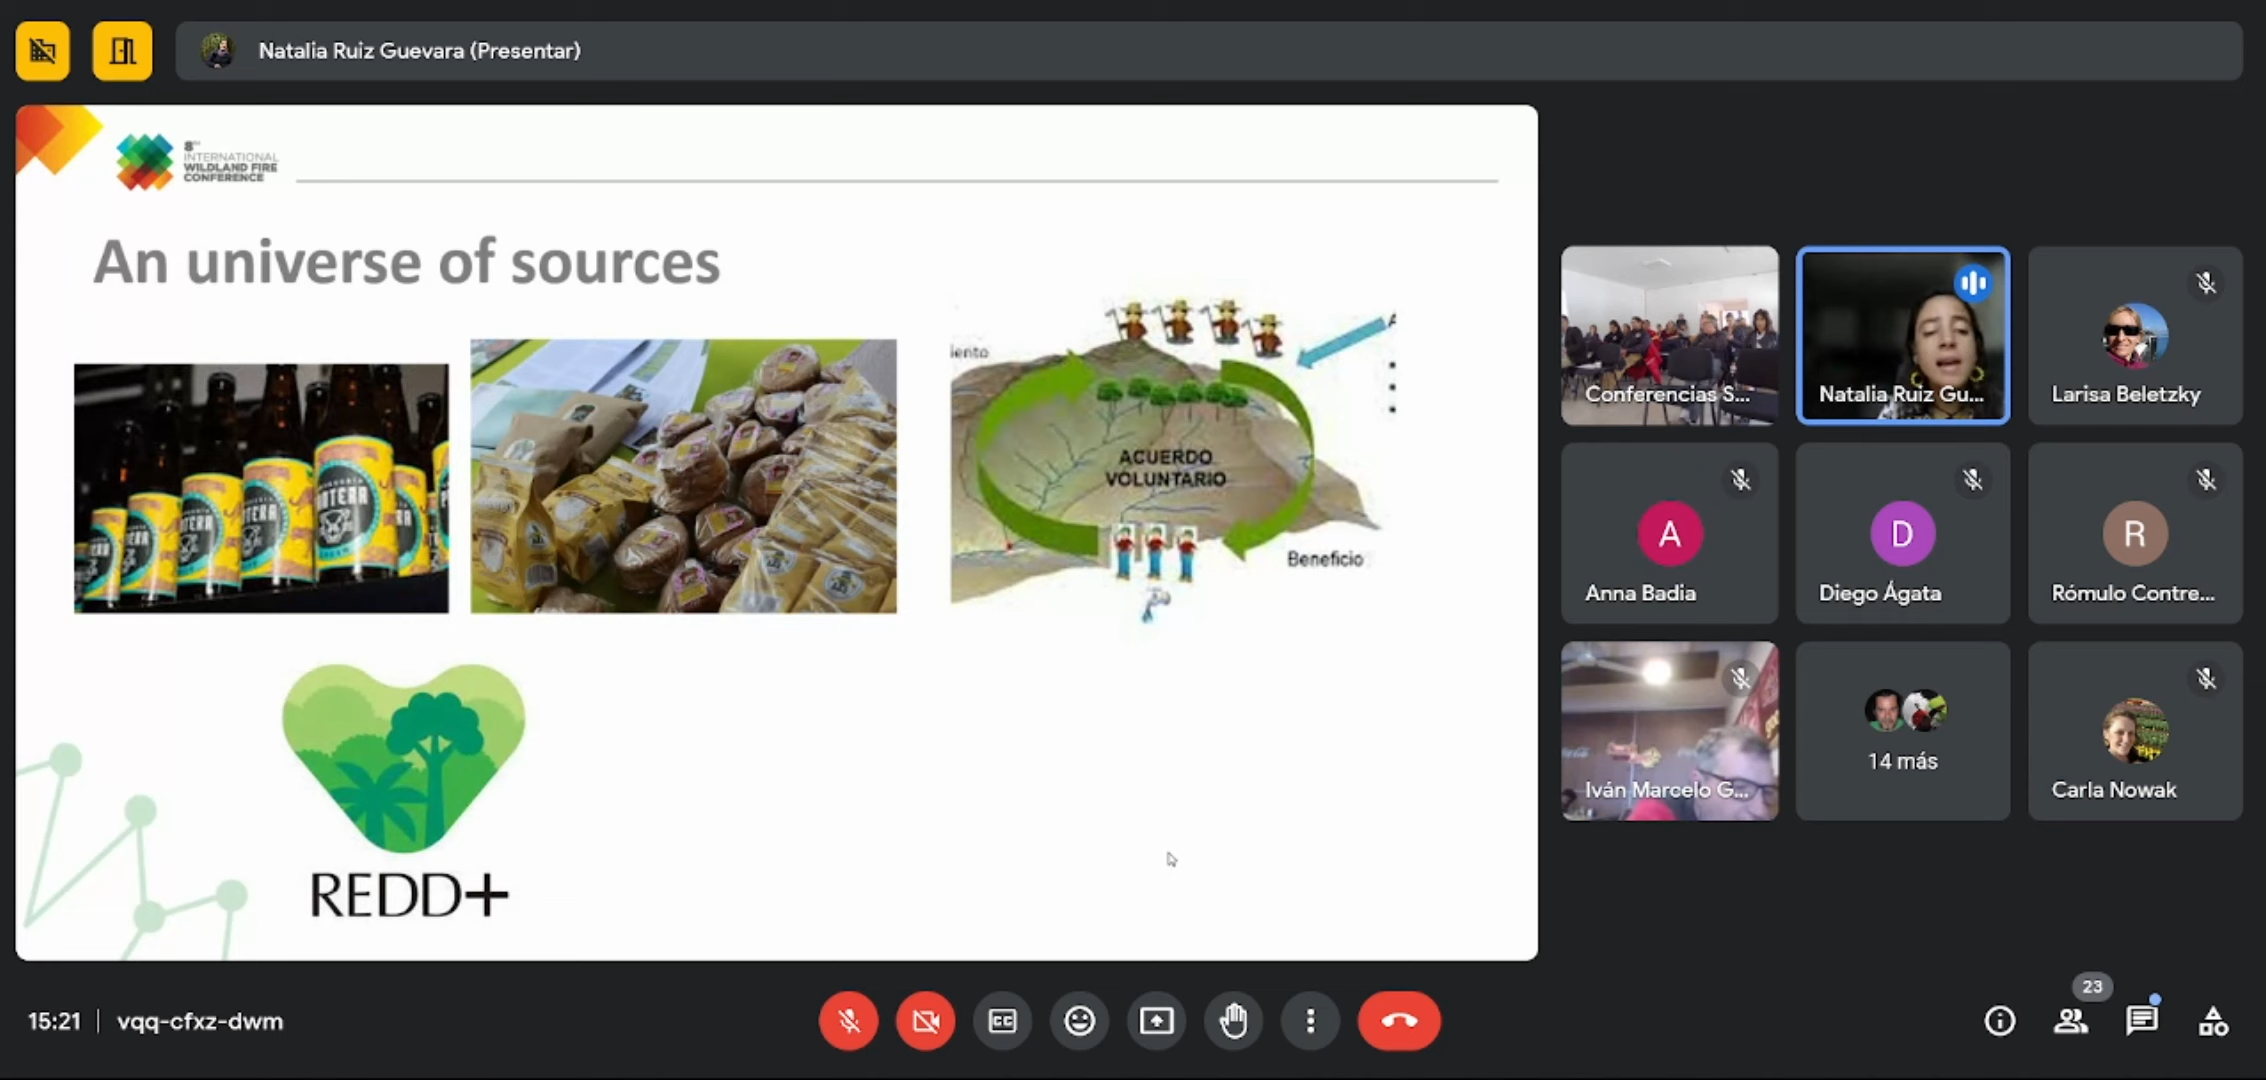 Natalia Ruiz Guevara (Presentar)
8TH
INTERNATIONAL
WILDLAND FIRE
CONFERENCE
An universe of sources
iento
ACUERDO
VOLUNTARIO
Beneficio
REDD+
Conferencias S...
Natalia Ruiz Gu...
Larisa Beletzky
A
Anna Badia
D
Diego Ágata
R
Rómulo Contre...
Iván Marcelo G...
14 más
Carla Nowak
15:21 | vqq-cfxz-dwm
CC
23